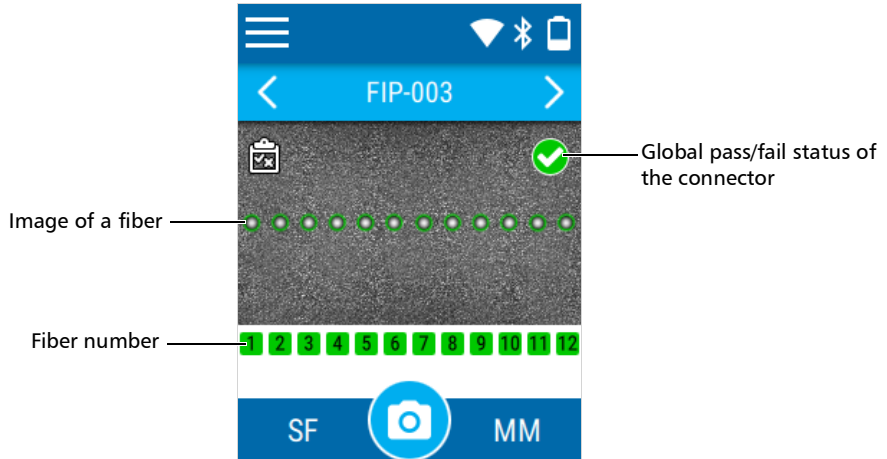 FIP-003
Global pass/fail status of
the connector
Image of a fiber
Fiber number
1 2 3 4 5 6 7 8 9 10 11 12
SF
MM